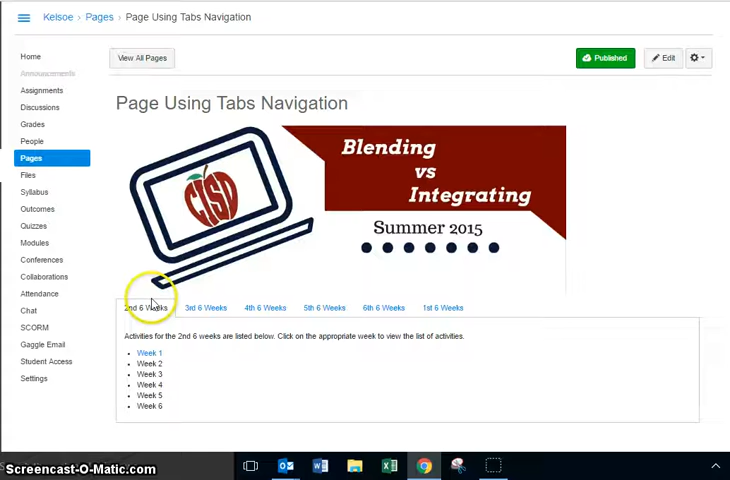 Kelsoe > Pages > Page Using Tabs Navigation
Home
Announcements
Assignments
Discussions
Grades
People
Pages
Files
Syllabus
Outcomes
Quizzes
Modules
Conferences
Collaborations
Attendance
Chat
SCORM
Gaggle Email
Student Access
Settings
View All Pages
Published
Edit
Page Using Tabs Navigation
CISD
Blending
vs
Integrating
Summer 2015
2nd 6 Weeks 3rd 6 Weeks 4th 6 Weeks 5th 6 Weeks 6th 6 Weeks 1st 6 Weeks
Activities for the 2nd 6 weeks are listed below. Click on the appropriate week to view the list of activities.
Week 1
Week 2
Week 3
Week 4
Week 5
Week 6
Screencast-O-Matic.com